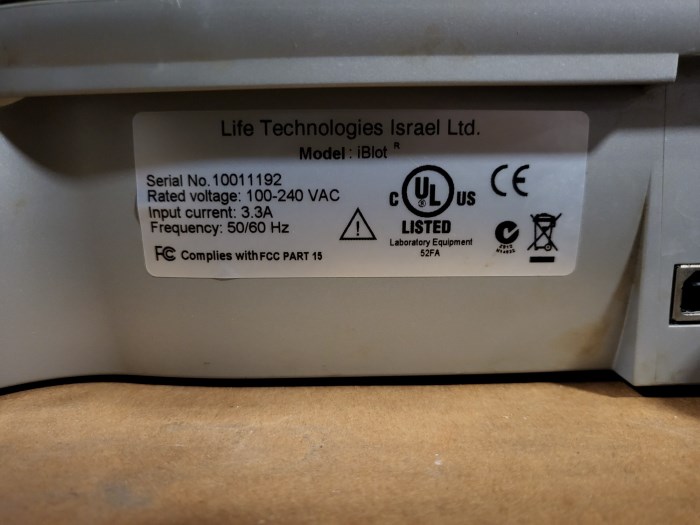 Life Technologies Israel Ltd.
Model : iBlot R
Serial No.10011192
Rated voltage: 100-240 VAC
Input current: 3.3A
Frequency: 50/60 Hz
FC Complies with FCC PART 15
C UL US
LISTED
Laboratory Equipment
52FA
CE